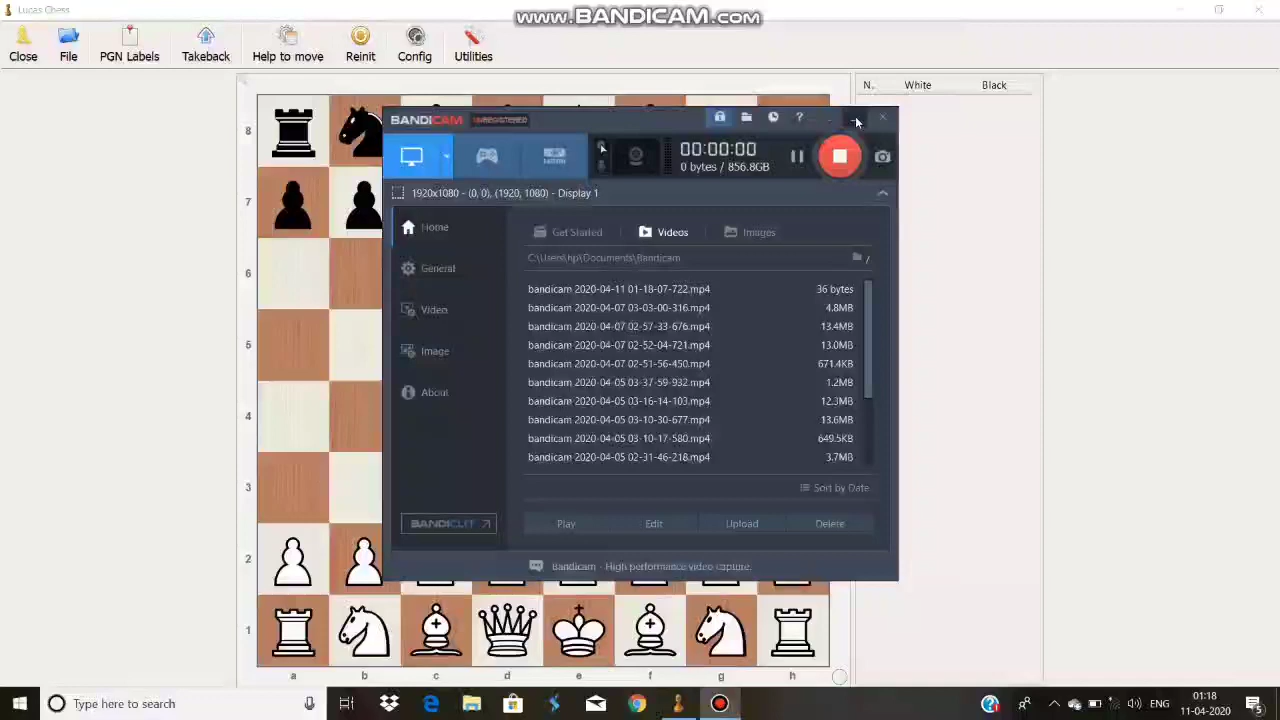 Lucas Chess
www.BANDICAM.com
Close
File
PGN Labels
Takeback
Help to move
Reinit
Config
Utilities
N.. White Black
BANDICAM UNREGISTERED
00:00:00
0 bytes / 856.8GB
1920x1080 - (0, 0), (1920, 1080) - Display 1
Home
General
Video
Image
About
BANDICUT
Get Started
Videos
Images
C:\Users\hp\Documents\Bandicam
bandicam 2020-04-11 01-18-07-722.mp4 36 bytes
bandicam 2020-04-07 03-03-00-316.mp4 4.8MB
bandicam 2020-04-07 02-57-33-676.mp4 13.4MB
bandicam 2020-04-07 02-52-04-721.mp4 13.0MB
bandicam 2020-04-07 02-51-56-450.mp4 671.4KB
bandicam 2020-04-05 03-37-59-932.mp4 1.2MB
bandicam 2020-04-05 03-16-14-103.mp4 12.3MB
bandicam 2020-04-05 03-10-30-677.mp4 13.6MB
bandicam 2020-04-05 03-10-17-580.mp4 649.5KB
bandicam 2020-04-05 02-31-46-218.mp4 3.7MB
Sort by Date
Play
Edit
Upload
Delete
Bandicam - High performance video capture.
8
7
6
5
4
3
2
1
a b c d e f g h
Type here to search
ENG
01:18
11-04-2020